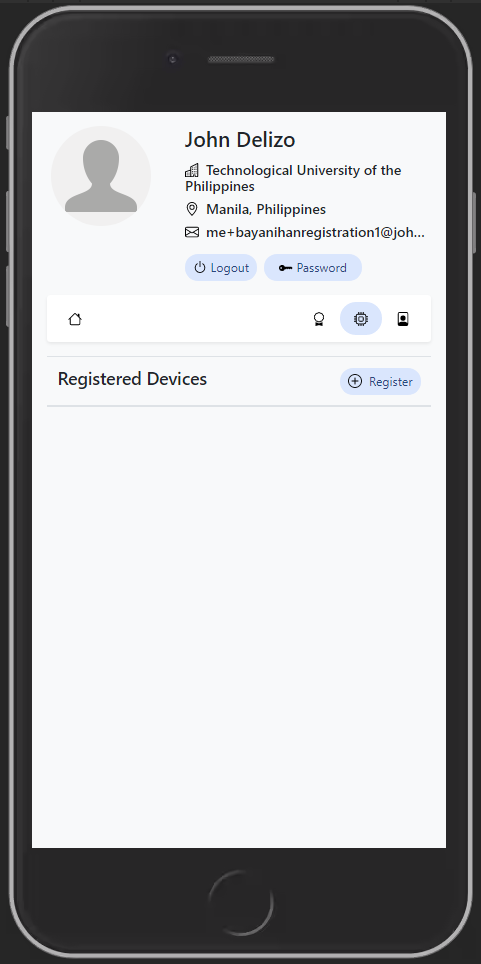 John Delizo
Technological University of the
Philippines
Manila, Philippines
me+bayanihanregistration1@joh...
Logout
Password
Registered Devices
Register